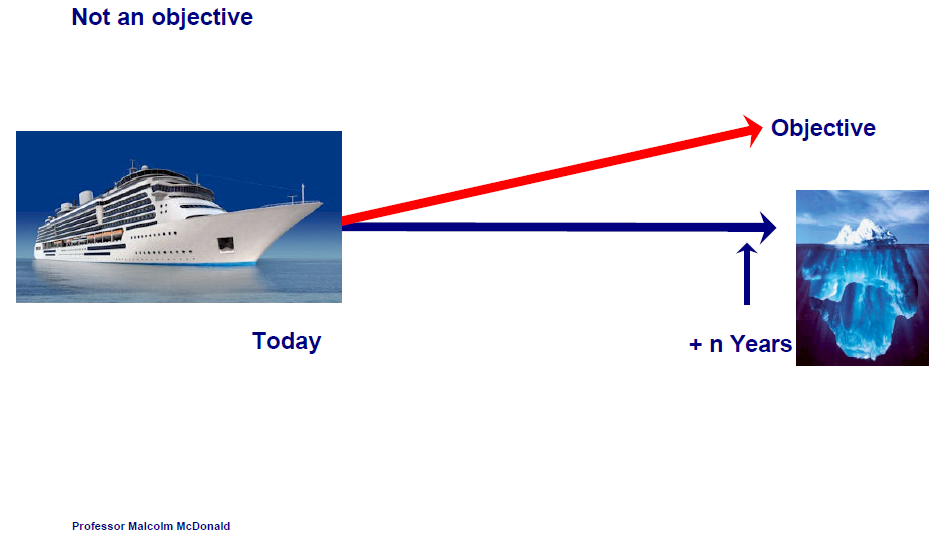 Not an objective
Objective
Today
+ n Years
Professor Malcolm McDonald